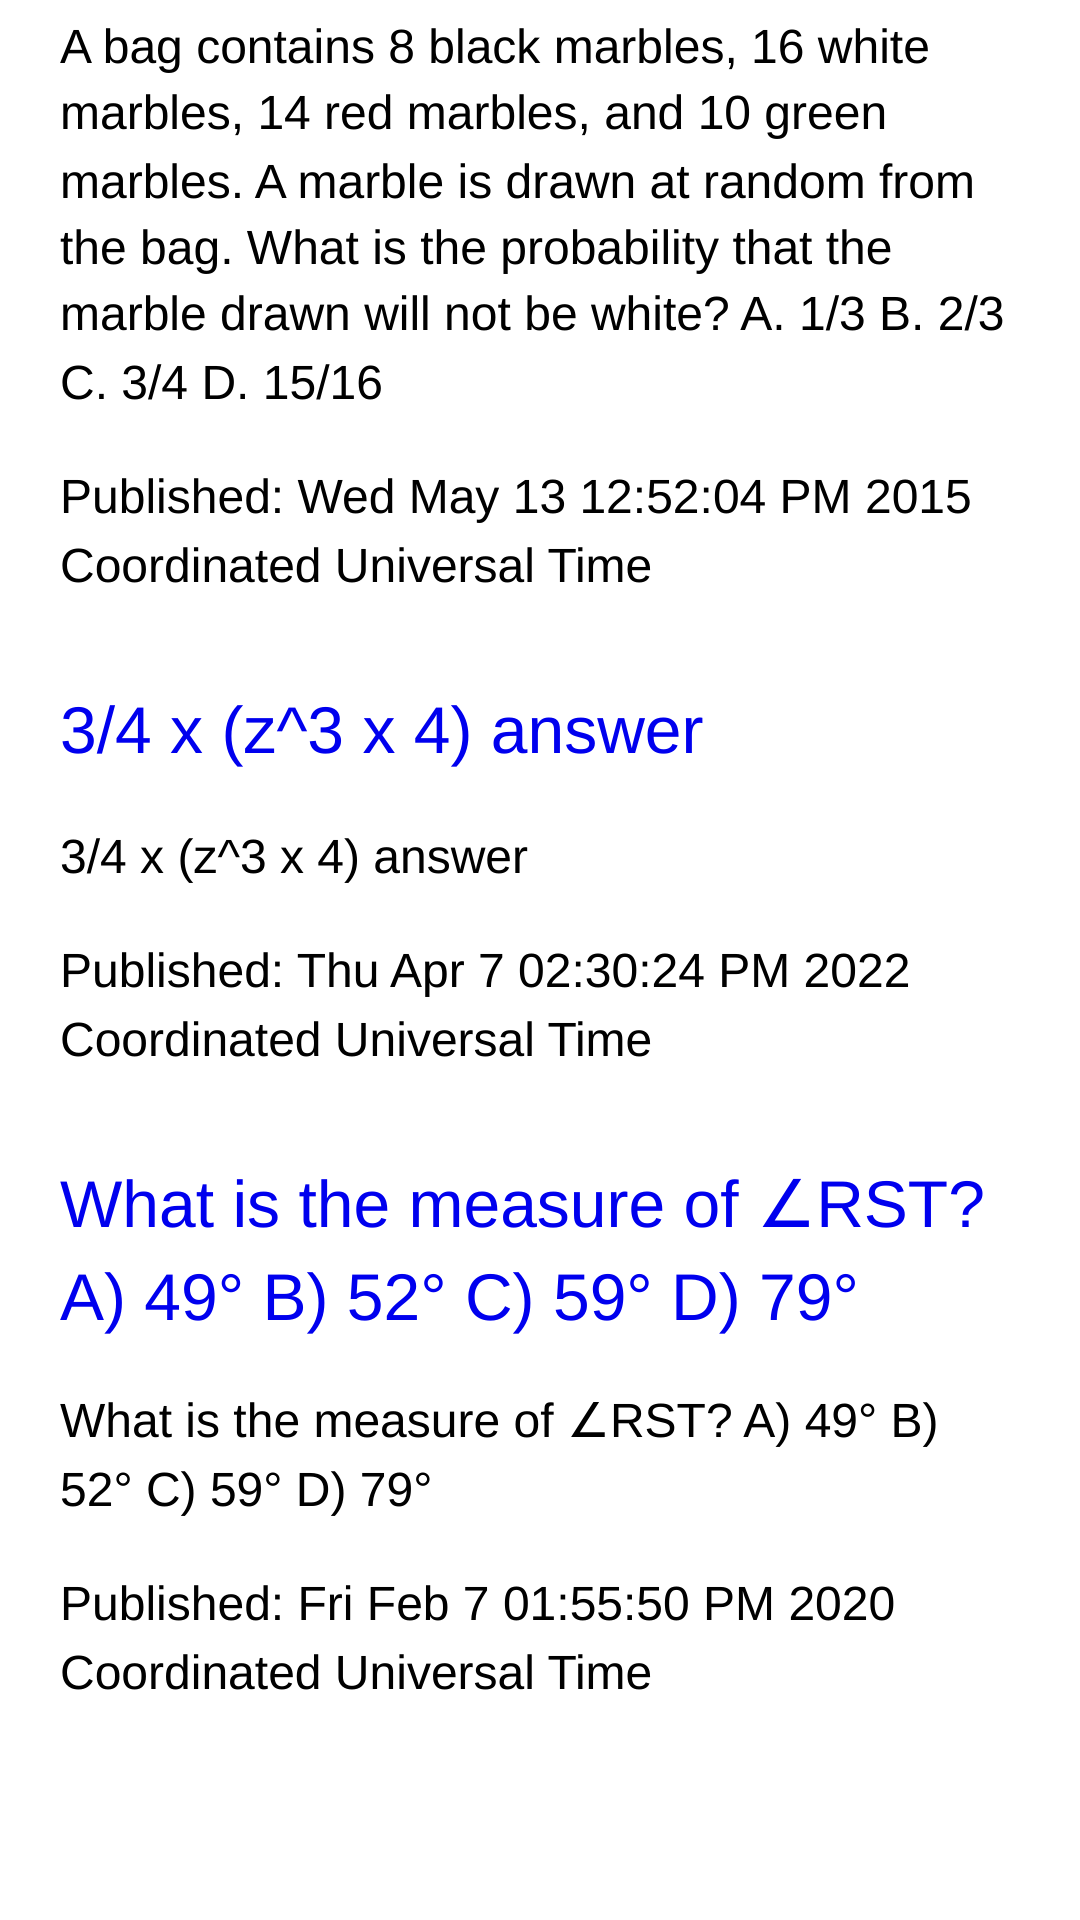 A bag contains 8 black marbles, 16 white
marbles, 14 red marbles, and 10 green
marbles. A marble is drawn at random from
the bag. What is the probability that the
marble drawn will not be white? A. 1/3 B. 2/3
C. 3/4 D. 15/16
Published: Wed May 13 12:52:04 PM 2015
Coordinated Universal Time
3/4 x (z^3 x 4) answer
3/4 x (z^3 x 4) answer
Published: Thu Apr 7 02:30:24 PM 2022
Coordinated Universal Time
What is the measure of ∠RST?
A) 49° B) 52° C) 59° D) 79°
What is the measure of ∠RST? A) 49° B)
52° C) 59° D) 79°
Published: Fri Feb 7 01:55:50 PM 2020
Coordinated Universal Time